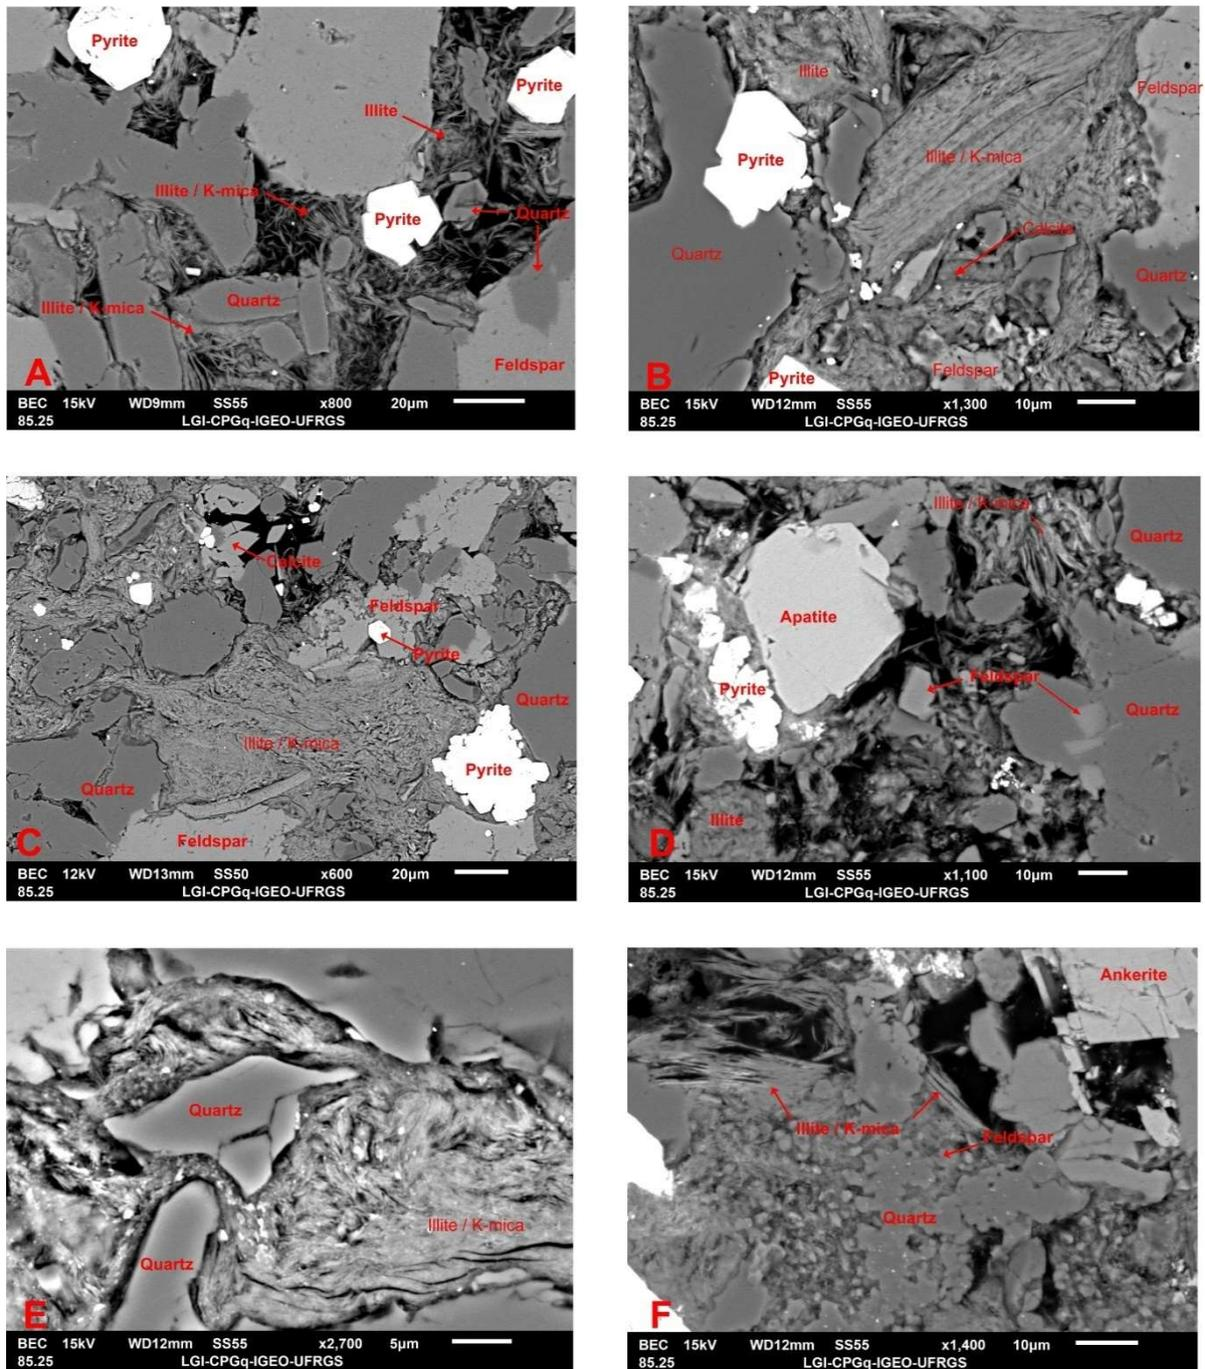 Pyrite
Pyrite
Illite
Illite / K-mica
Pyrite
Quartz
Quartz
Illite / K-mica
Feldspar
A
BEC 15kV WD9mm SS55 x800 20µm
85.25 LGI-CPGq-IGEO-UFRGS
Illite
Feldspar
Pyrite
Illite / K-mica
Calcite
Quartz
Quartz
Pyrite
Feldspar
B
BEC 15kV WD12mm SS55 x1,300 10µm
85.25 LGI-CPGq-IGEO-UFRGS
Calcite
Feldspar
Pyrite
Quartz
Illite / K-mica
Pyrite
Quartz
Feldspar
C
BEC 12kV WD13mm SS50 x600 20µm
85.25 LGI-CPGq-IGEO-UFRGS
Illite / K-mica
Quartz
Apatite
Feldspar
Pyrite
Quartz
Illite
D
BEC 15kV WD12mm SS55 x1,100 10µm
85.25 LGI-CPGq-IGEO-UFRGS
Quartz
Illite / K-mica
Quartz
E
BEC 15kV WD12mm SS55 x2,700 5µm
85.25 LGI-CPGq-IGEO-UFRGS
Ankerite
Illite / K-mica
Feldspar
Quartz
F
BEC 15kV WD12mm SS55 x1,400 10µm
85.25 LGI-CPGq-IGEO-UFRGS